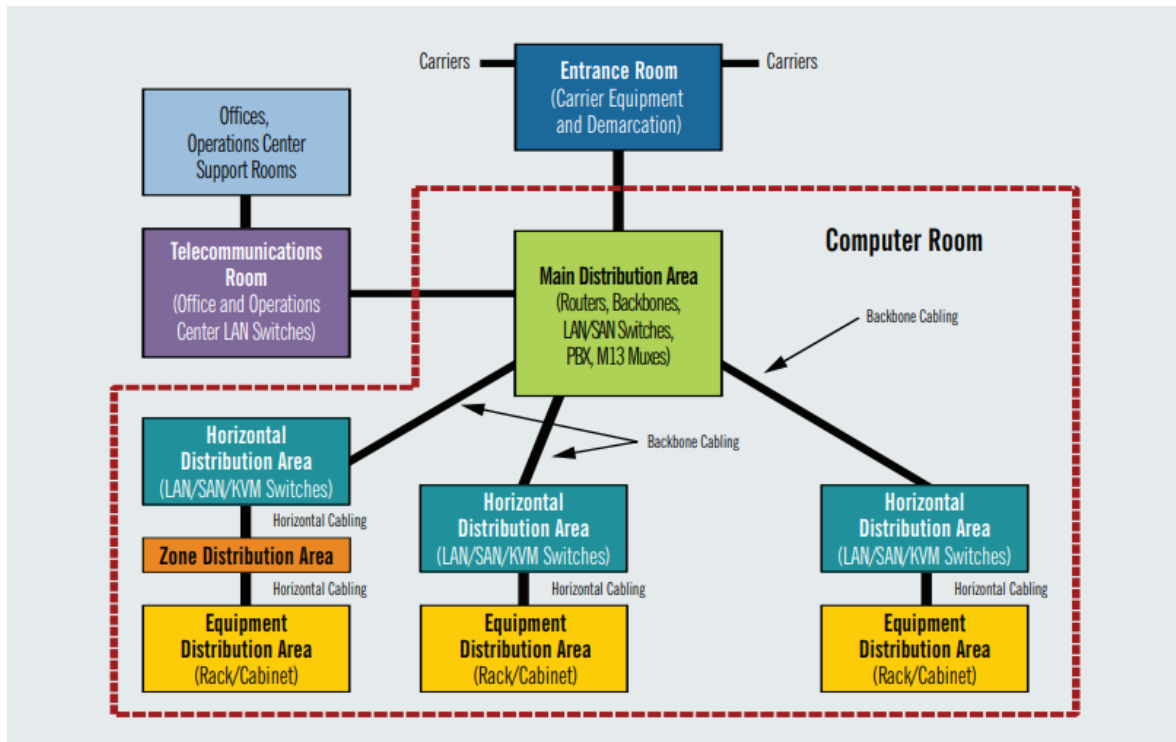 Carriers
Entrance Room
(Carrier Equipment
and Demarcation)
Carriers
Offices,
Operations Center
Support Rooms
Telecommunications
Room
(Office and Operations
Center LAN Switches)
Main Distribution Area
(Routers, Backbones,
LAN/SAN Switches,
PBX, M13 Muxes)
Computer Room
Backbone Cabling
Backbone Cabling
Horizontal
Distribution Area
(LAN/SAN/KVM Switches)
Horizontal Cabling
Zone Distribution Area
Horizontal Cabling
Equipment
Distribution Area
(Rack/Cabinet)
Horizontal
Distribution Area
(LAN/SAN/KVM Switches)
Horizontal Cabling
Equipment
Distribution Area
(Rack/Cabinet)
Horizontal
Distribution Area
(LAN/SAN/KVM Switches)
Horizontal Cabling
Equipment
Distribution Area
(Rack/Cabinet)